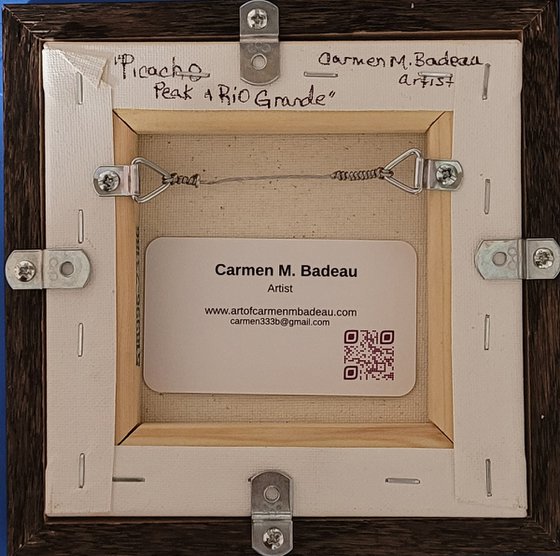 "Picacho
Peak & Rio Grande"
Carmen M. Badeau
Artist
Carmen M. Badeau
Artist
www.artofcarmenmbadeau.com
carmen333b@gmail.com